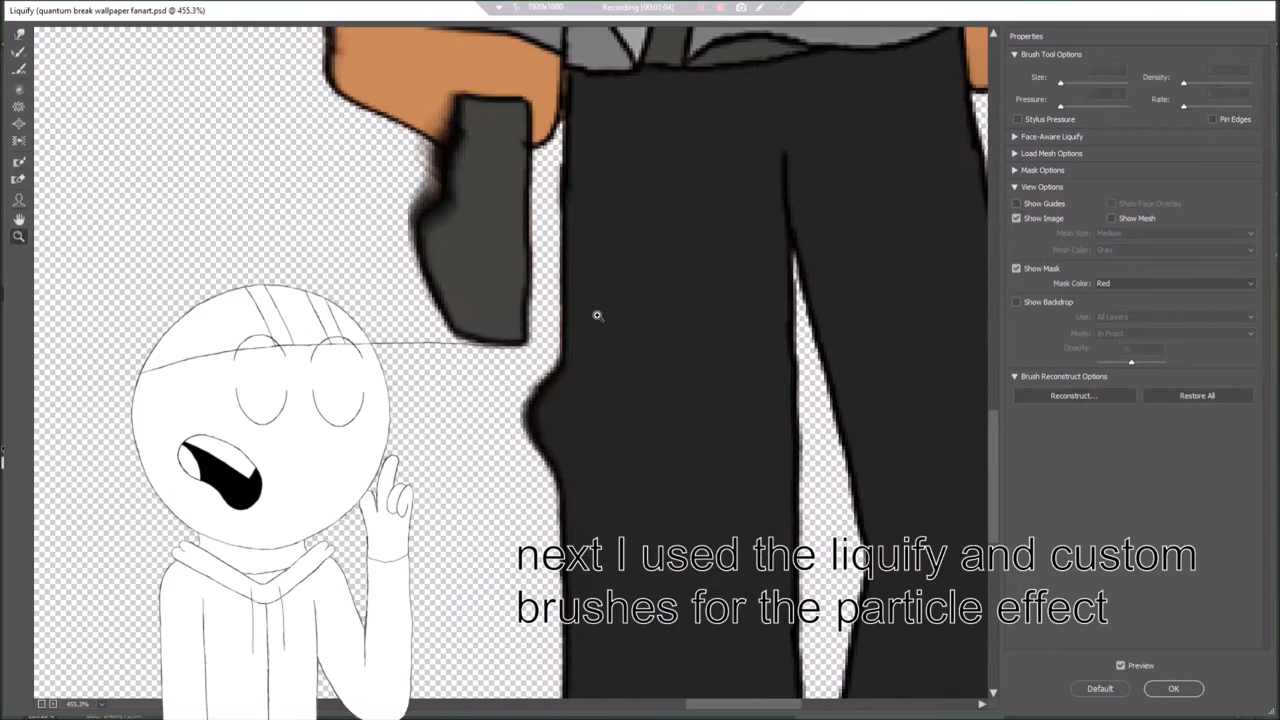 Liquify (quantum break wallpaper fanart.psd @ 455.3%)
1920x1080
Recording [00:01:04]
Properties
Brush Tool Options
Size:
Density:
Pressure:
Rate:
Stylus Pressure
Pin Edges
Face-Aware Liquify
Load Mesh Options
Mask Options
View Options
Show Guides
Show Face Overlay
Show Image
Show Mesh
Mesh Size: Medium
Mesh Color: Gray
Show Mask
Mask Color: Red
Show Backdrop
Use: All Layers
Mode: In Front
Opacity:
Brush Reconstruct Options
Reconstruct...
Restore All
next I used the liquify and custom
brushes for the particle effect
Preview
Default
OK
455.3%